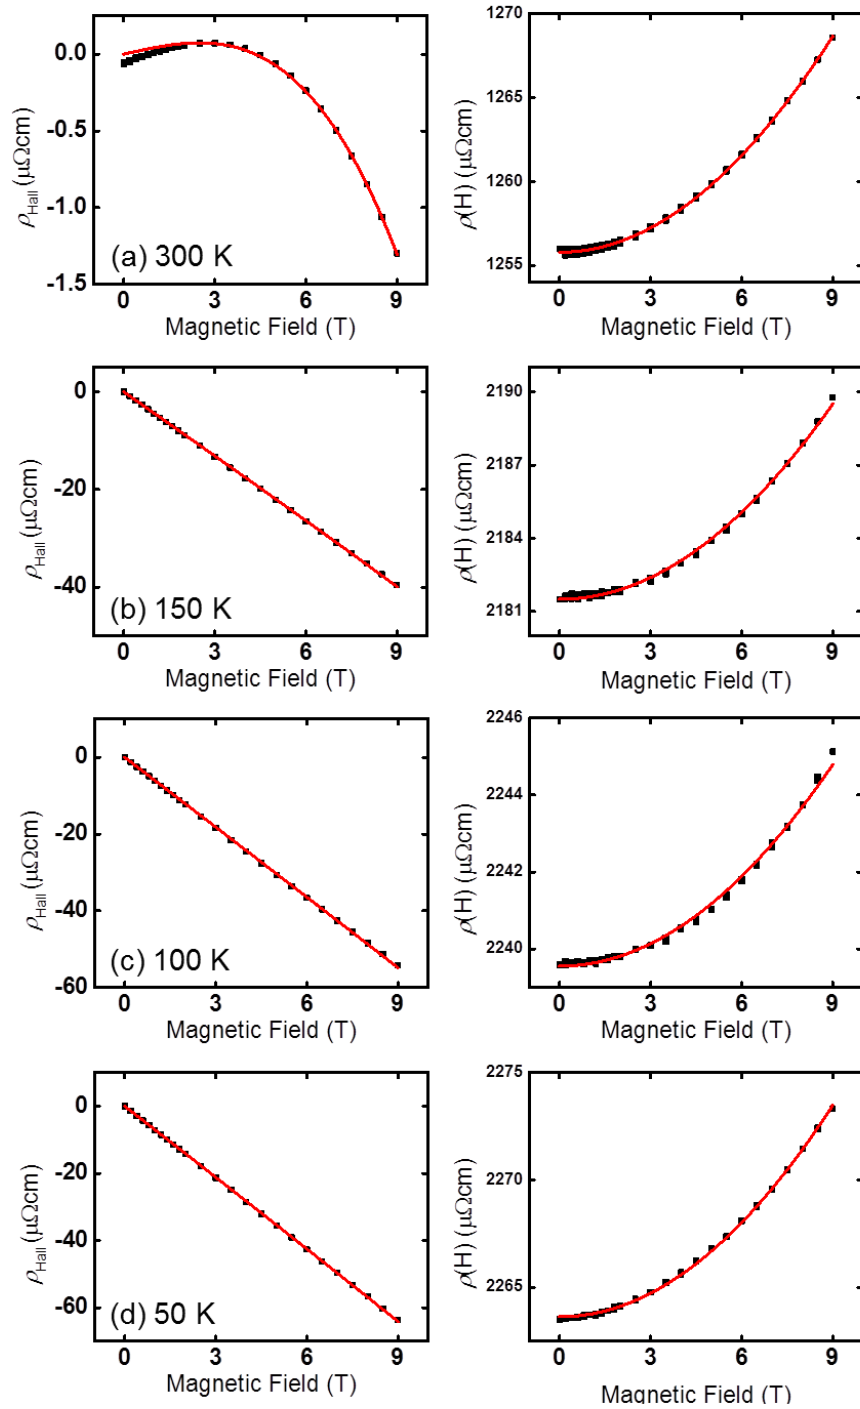 0.0
-0.5
-1.0
-1.5
ρHall (μΩcm)
(a) 300 K
0 3 6 9
Magnetic Field (T)
1270
1265
1260
1255
ρ(H) (μΩcm)
0 3 6 9
Magnetic Field (T)
0
-20
-40
ρHall (μΩcm)
(b) 150 K
0 3 6 9
Magnetic Field (T)
2190
2187
2184
2181
ρ(H) (μΩcm)
0 3 6 9
Magnetic Field (T)
0
-20
-40
-60
ρHall (μΩcm)
(c) 100 K
0 3 6 9
Magnetic Field (T)
2246
2244
2242
2240
ρ(H) (μΩcm)
0 3 6 9
Magnetic Field (T)
0
-20
-40
-60
ρHall (μΩcm)
(d) 50 K
0 3 6 9
Magnetic Field (T)
2275
2270
2265
ρ(H) (μΩcm)
0 3 6 9
Magnetic Field (T)